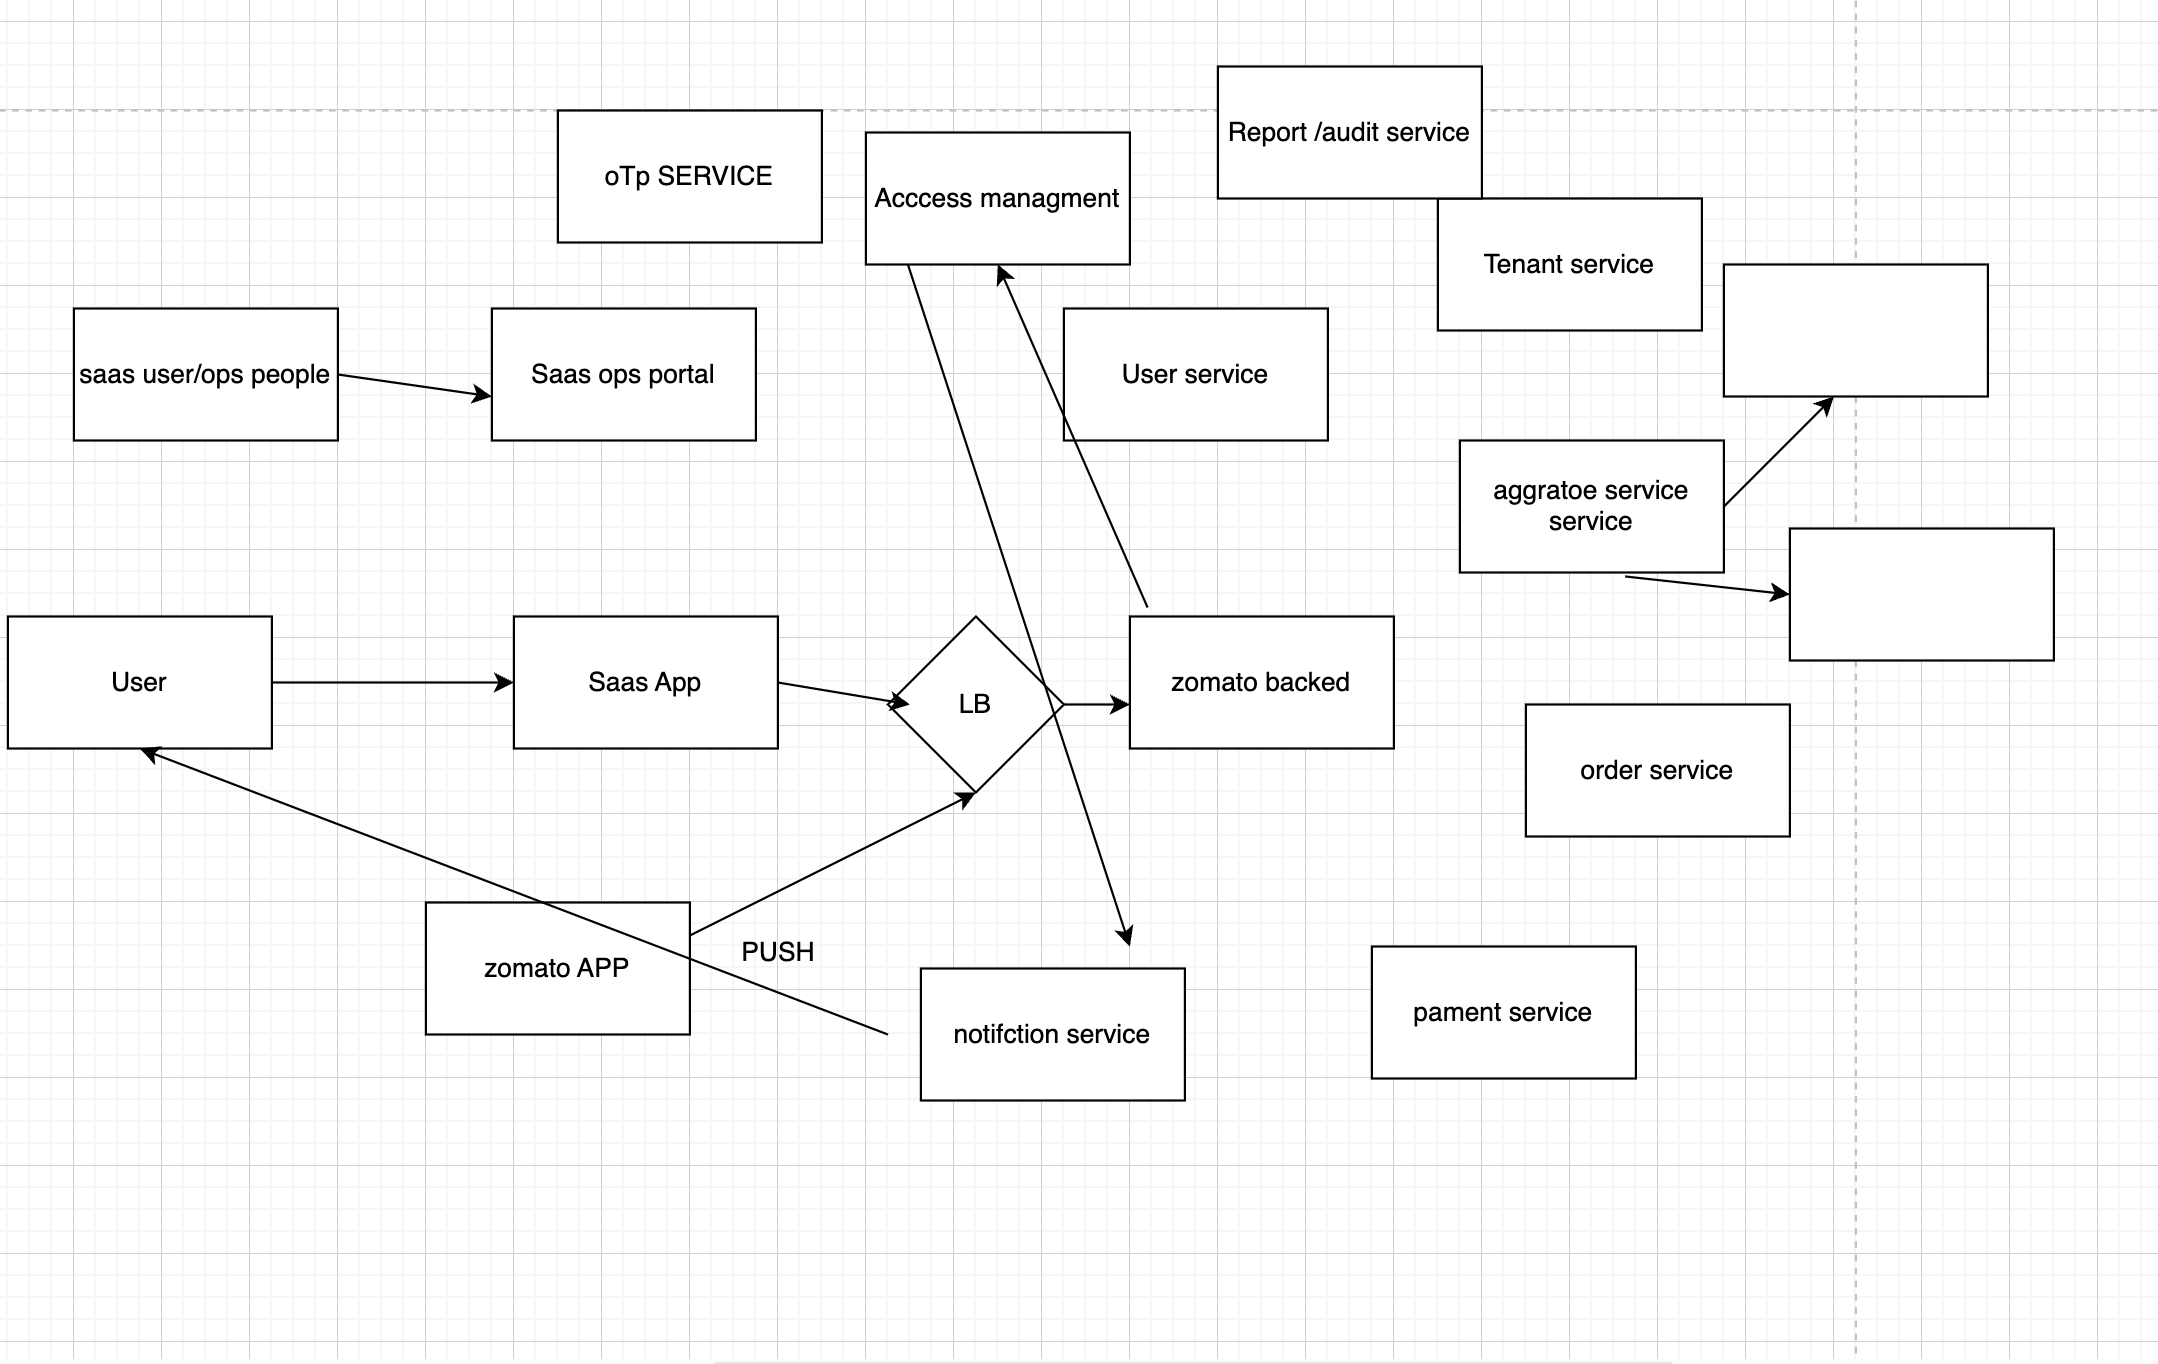 Report /audit service
oTp SERVICE
Acccess managment
Tenant service
saas user/ops people
Saas ops portal
User service
aggratoe service
service
User
Saas App
LB
zomato backed
order service
PUSH
zomato APP
notifction service
pament service